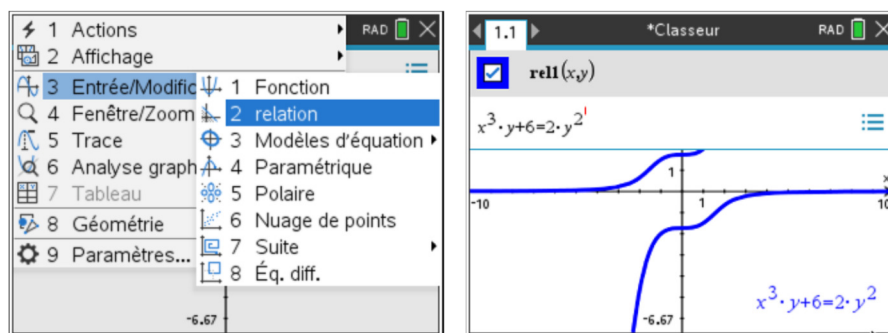 1 Actions
RAD
2 Affichage
3 Entrée/Modific
1 Fonction
4 Fenêtre/Zoom
2 relation
5 Trace
3 Modèles d'équation
6 Analyse graph
4 Paramétrique
7 Tableau
5 Polaire
8 Géométrie
6 Nuage de points
9 Paramètres...
7 Suite
8 Éq. diff.
-6.67
1.1
*Classeur
RAD
rel1(x,y)
x³·y+6=2·y²
1
x
-10
1
10
-6.67
x³·y+6=2·y²